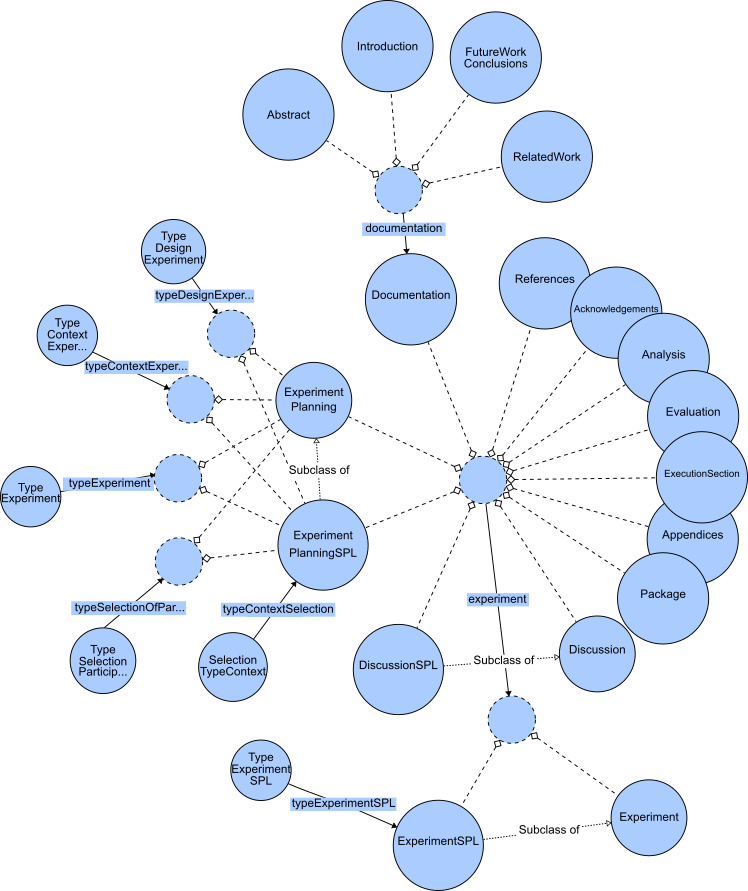 Introduction
FutureWork
Conclusions
Abstract
RelatedWork
documentation
Type
Design
Experiment
References
Documentation
typeDesignExper...
Acknowledgements
Type
Context
Exper...
Analysis
typeContextExper...
Experiment
Planning
Evaluation
Subclass of
ExecutionSection
typeExperiment
Type
Experiment
Experiment
PlanningSPL
Appendices
Package
experiment
typeSelectionOfPar...
typeContextSelection
Type
Selection
Particip...
Selection
TypeContext
DiscussionSPL
Subclass of
Discussion
Type
Experiment
SPL
typeExperimentSPL
ExperimentSPL
Subclass of
Experiment